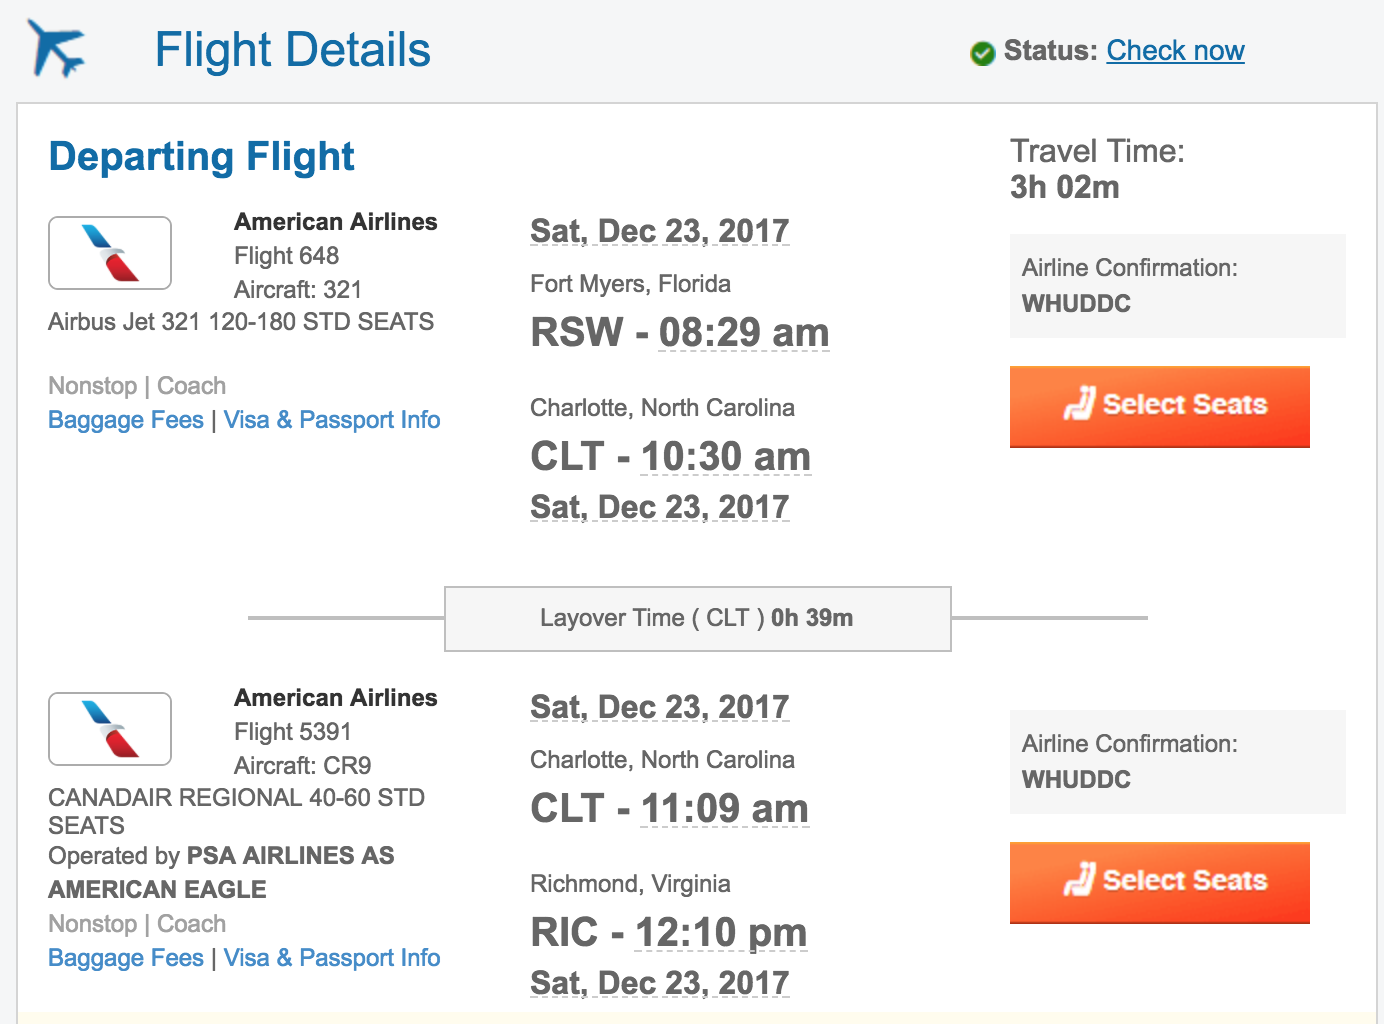 Flight Details
Status: Check now
Departing Flight
Travel Time:
3h 02m
American Airlines
Flight 648
Aircraft: 321
Airbus Jet 321 120-180 STD SEATS
Nonstop | Coach
Baggage Fees | Visa & Passport Info
Sat, Dec 23, 2017
Fort Myers, Florida
RSW - 08:29 am
Charlotte, North Carolina
CLT - 10:30 am
Sat, Dec 23, 2017
Airline Confirmation:
WHUDDC
Select Seats
Layover Time ( CLT ) 0h 39m
American Airlines
Flight 5391
Aircraft: CR9
CANADAIR REGIONAL 40-60 STD
SEATS
Operated by PSA AIRLINES AS
AMERICAN EAGLE
Nonstop | Coach
Baggage Fees | Visa & Passport Info
Sat, Dec 23, 2017
Charlotte, North Carolina
CLT - 11:09 am
Richmond, Virginia
RIC - 12:10 pm
Sat, Dec 23, 2017
Airline Confirmation:
WHUDDC
Select Seats